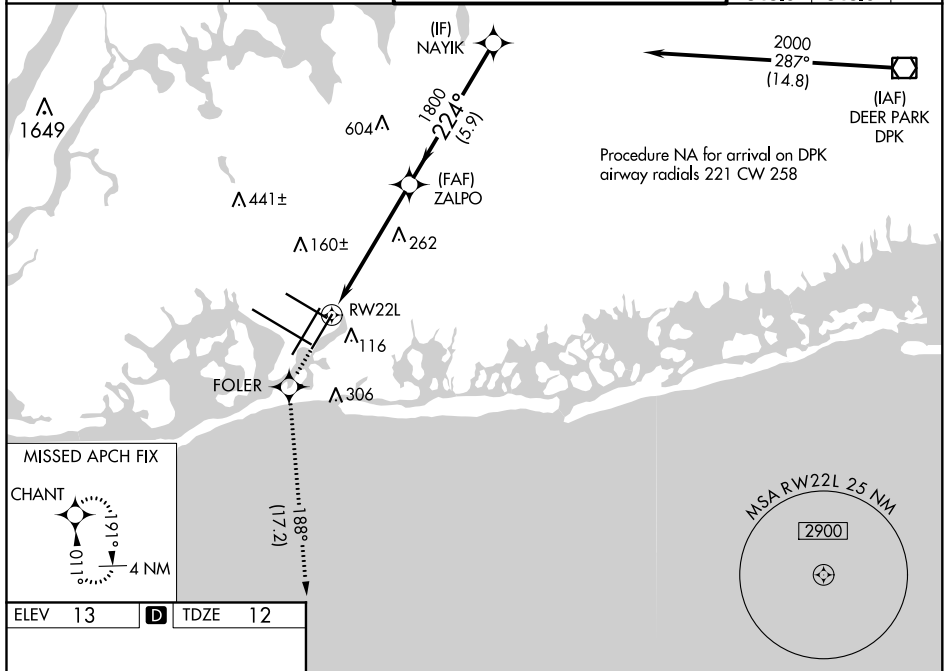 (IF)
NAYIK
2000
287°
(14.8)
(IAF)
DEER PARK
DPK
1649
604
1800
224°
(5.9)
Procedure NA for arrival on DPK
airway radials 221 CW 258
(FAF)
ZALPO
441±
160±
262
RW22L
116
FOLER
306
MISSED APCH FIX
CHANT
191°
011°
4 NM
188°
(17.2)
MSA RW22L 25 NM
2900
ELEV 13 D TDZE 12